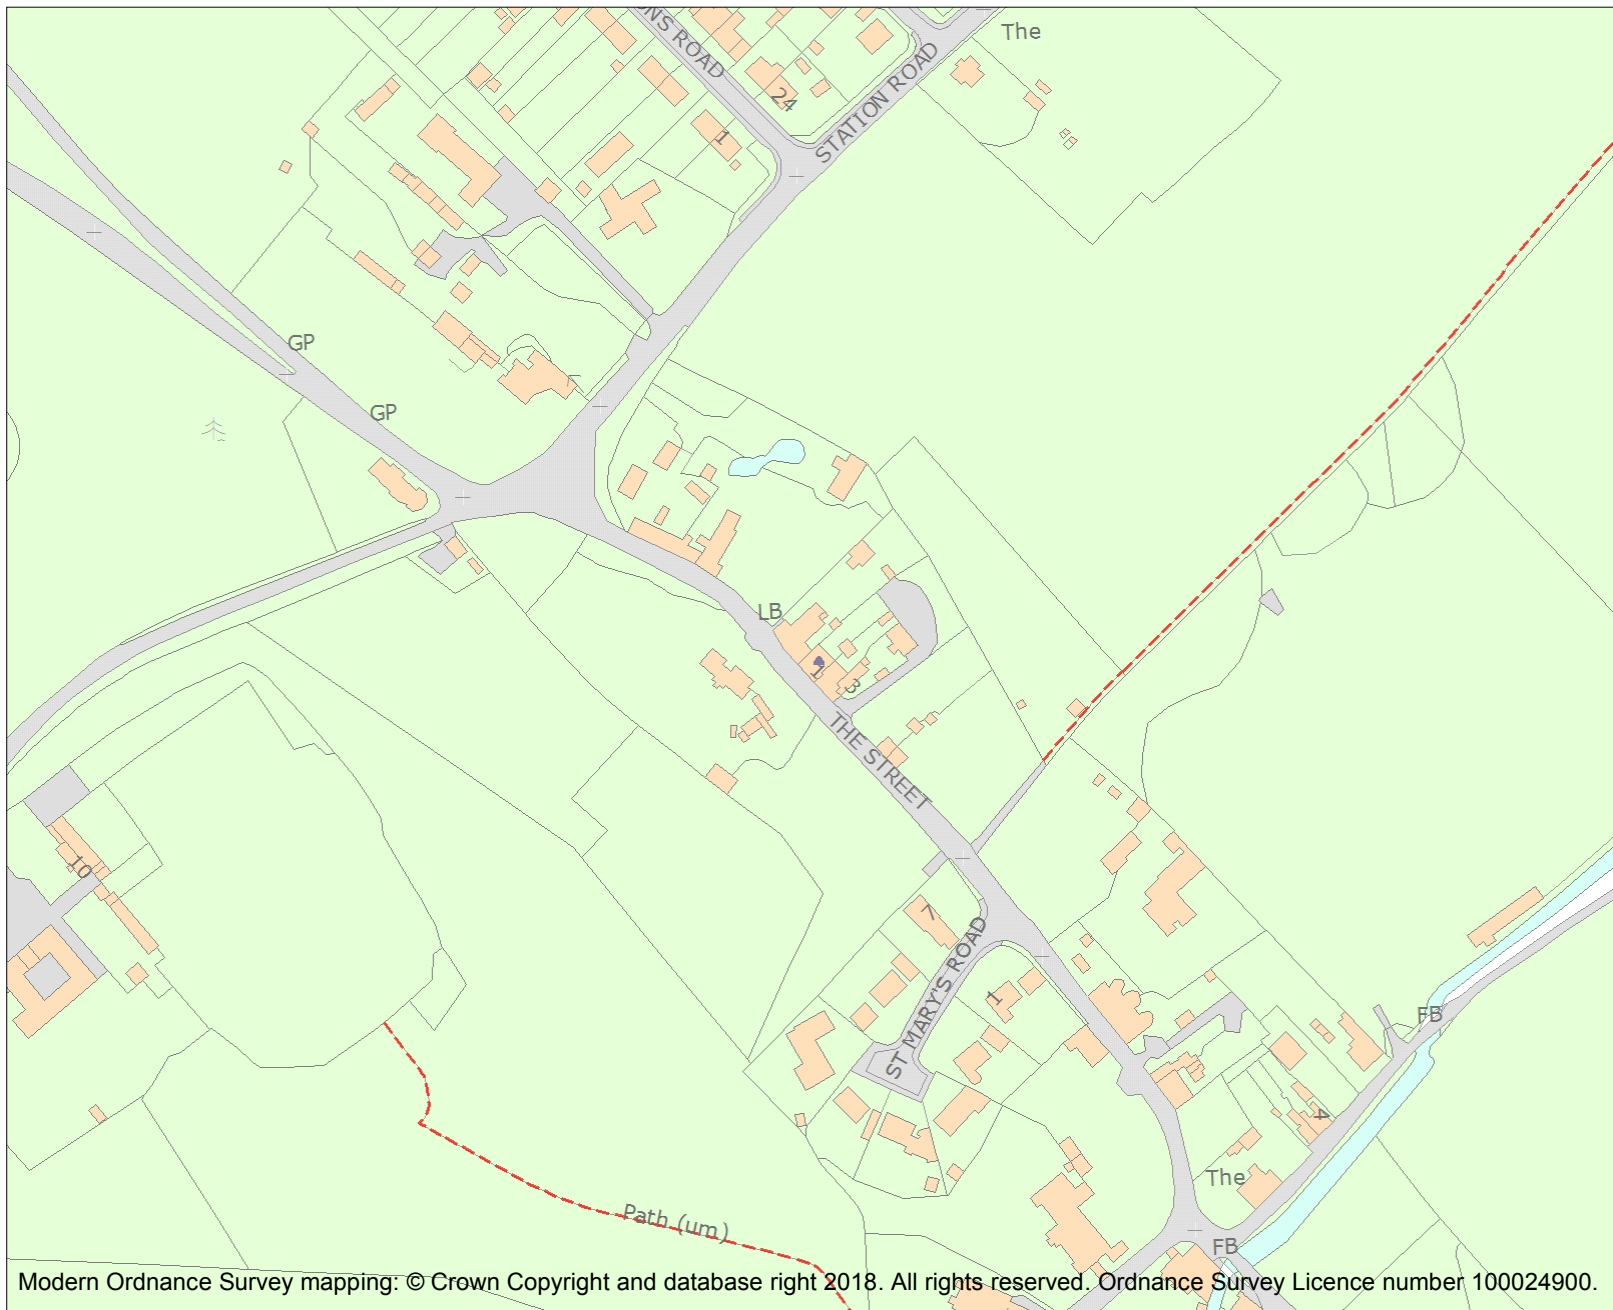 The
ONS ROAD
24
STATION ROAD
1
GP
GP
LB
1
3
THE STREET
10
7
ST MARY'S ROAD
1
FB
4
The
Path (um)
FB
Modern Ordnance Survey mapping: © Crown Copyright and database right 2018. All rights reserved. Ordnance Survey Licence number 100024900.